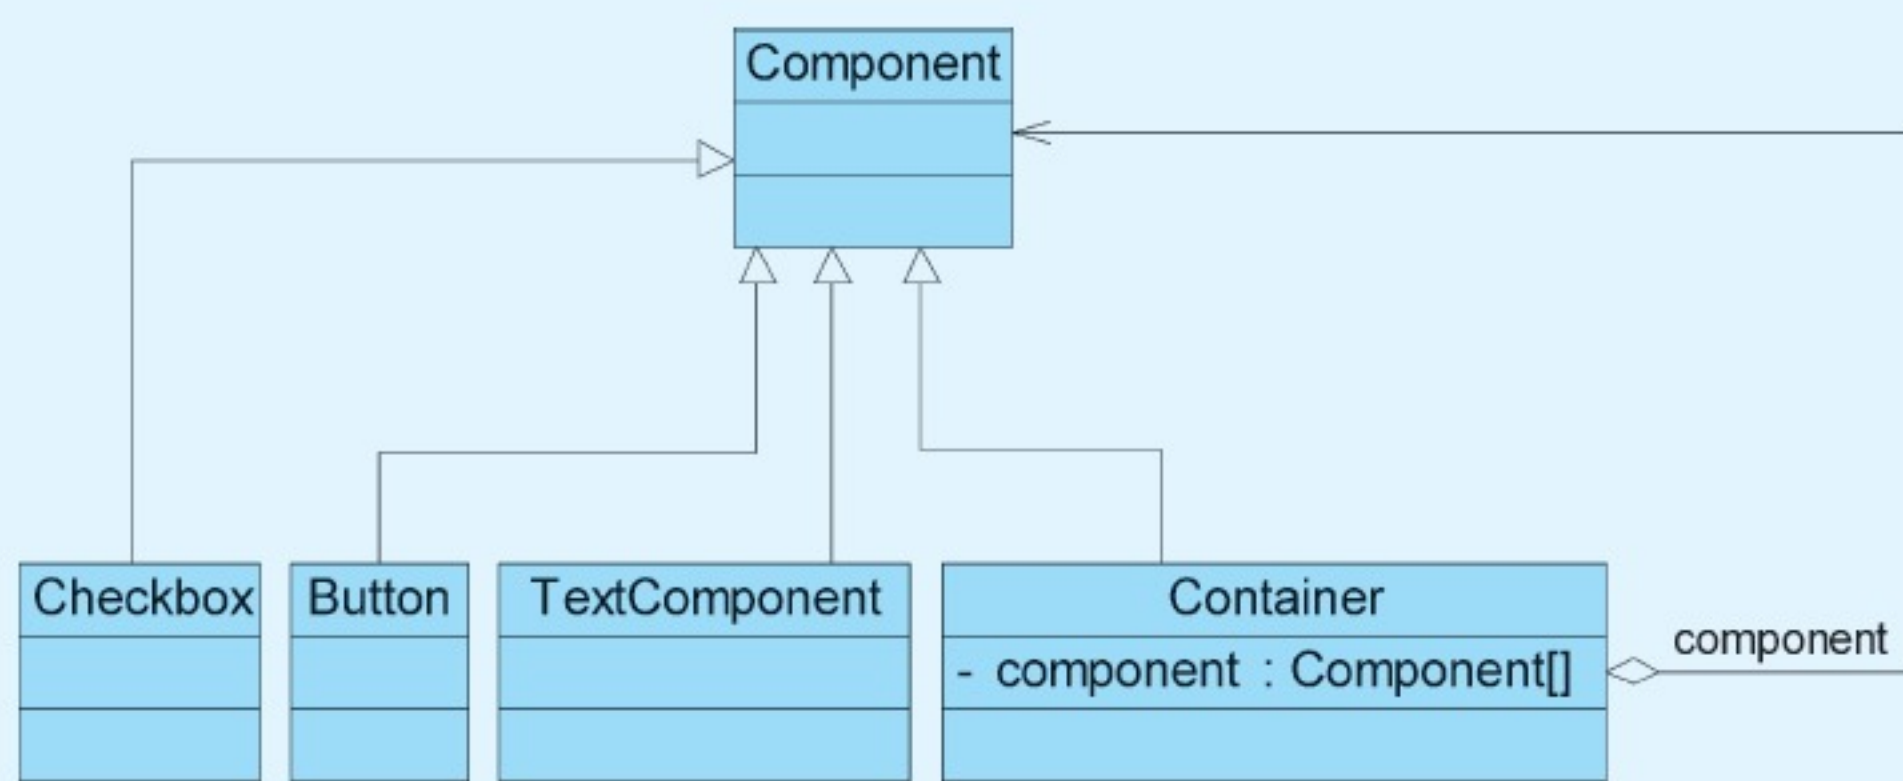 Component
Checkbox
Button
TextComponent
Container
- component : Component[]
component